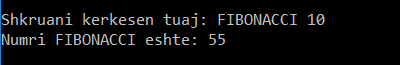 Shkruani kerkesen tuaj: FIBONACCI 10
Numri FIBONACCI eshte: 55